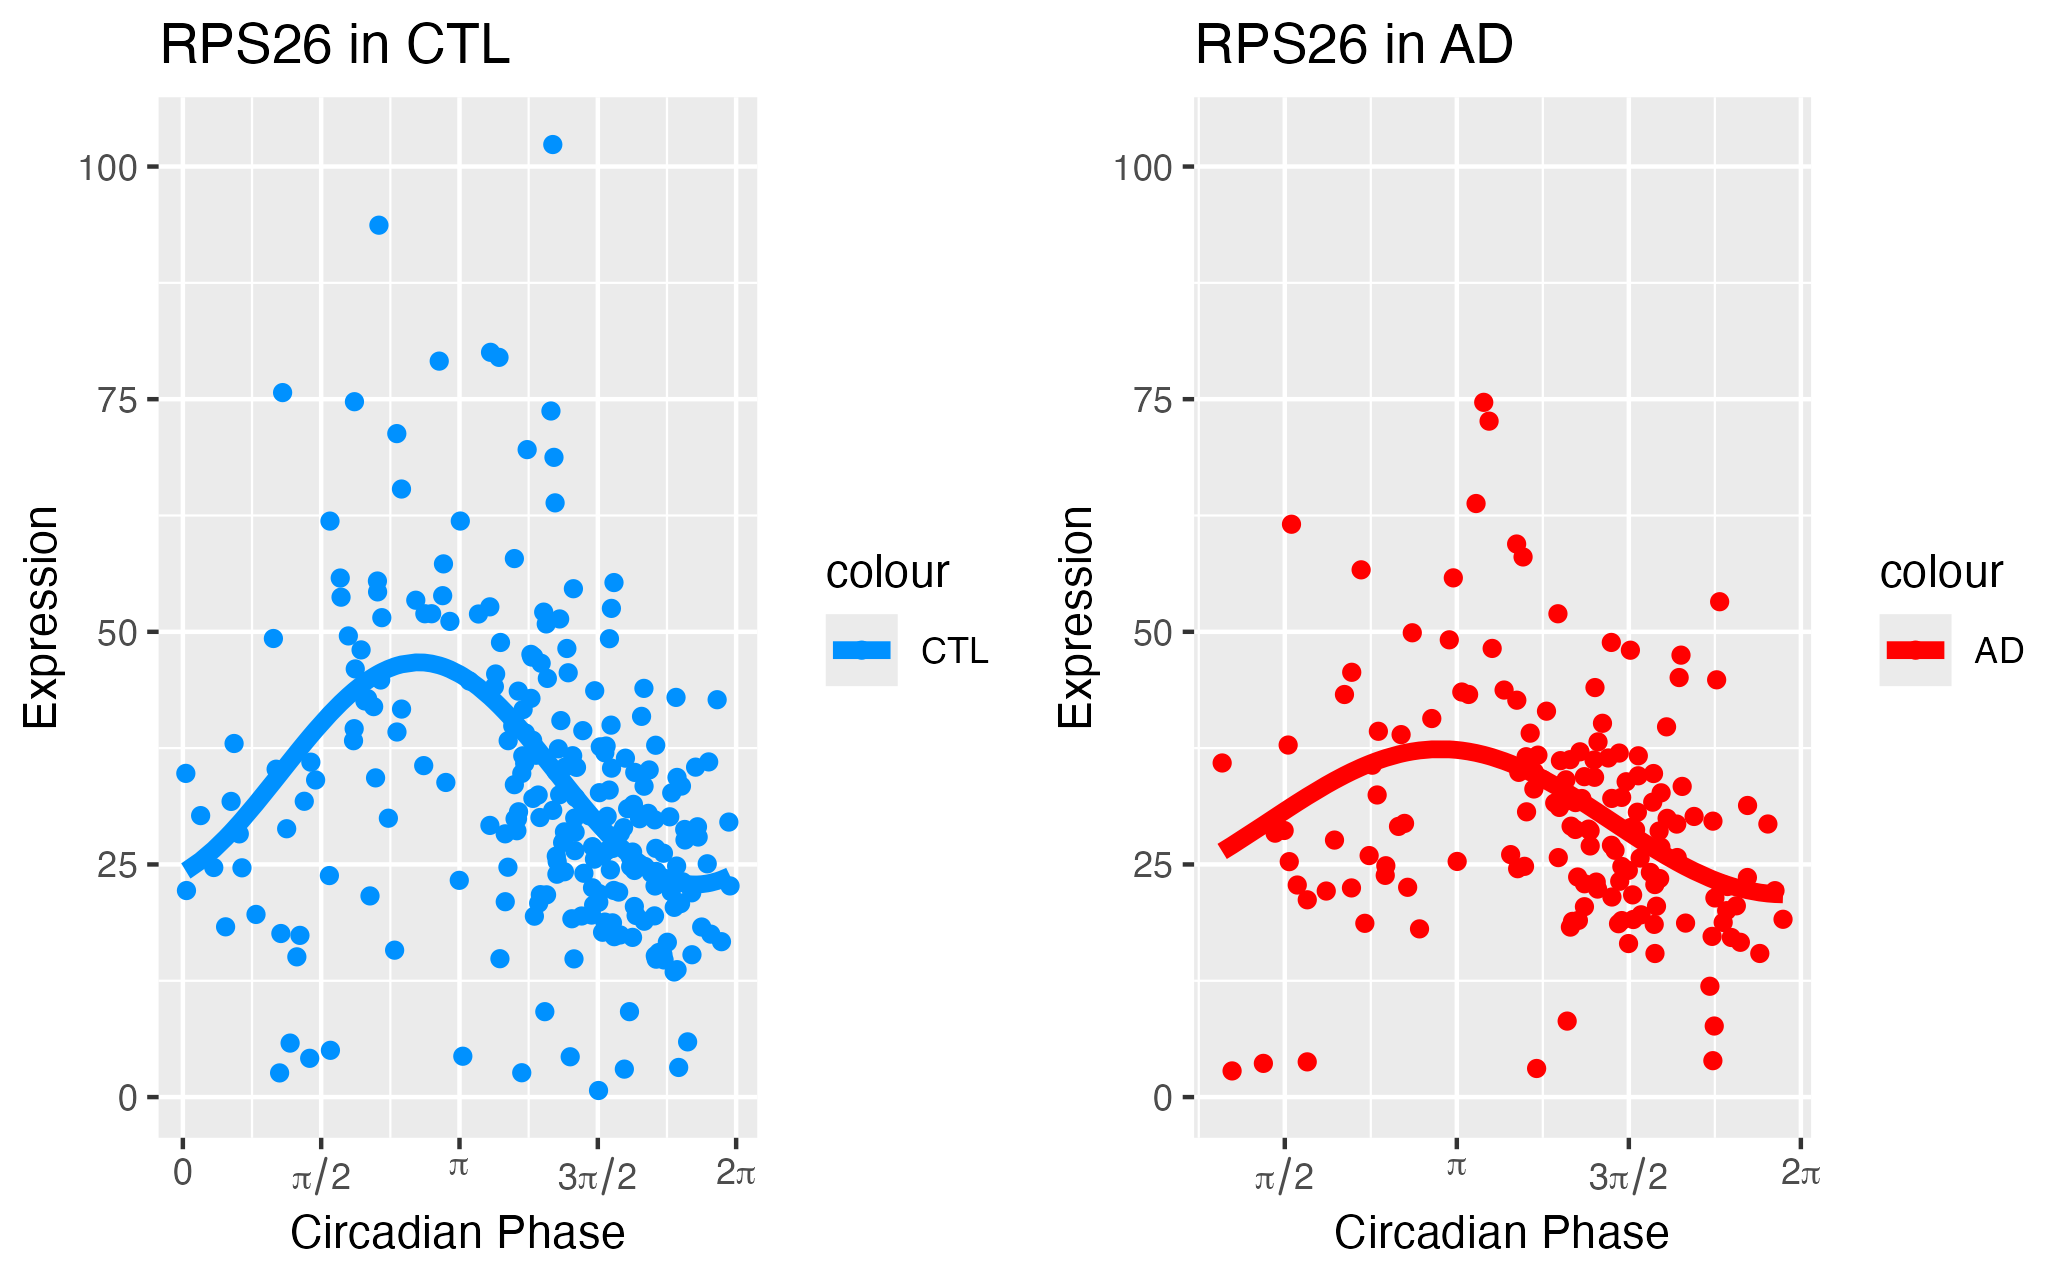 RPS26 in CTL
Expression
100
75
50
25
0
0 π/2 π 3π/2 2π
Circadian Phase
colour
CTL
RPS26 in AD
Expression
100
75
50
25
0
π/2 π 3π/2 2π
Circadian Phase
colour
AD